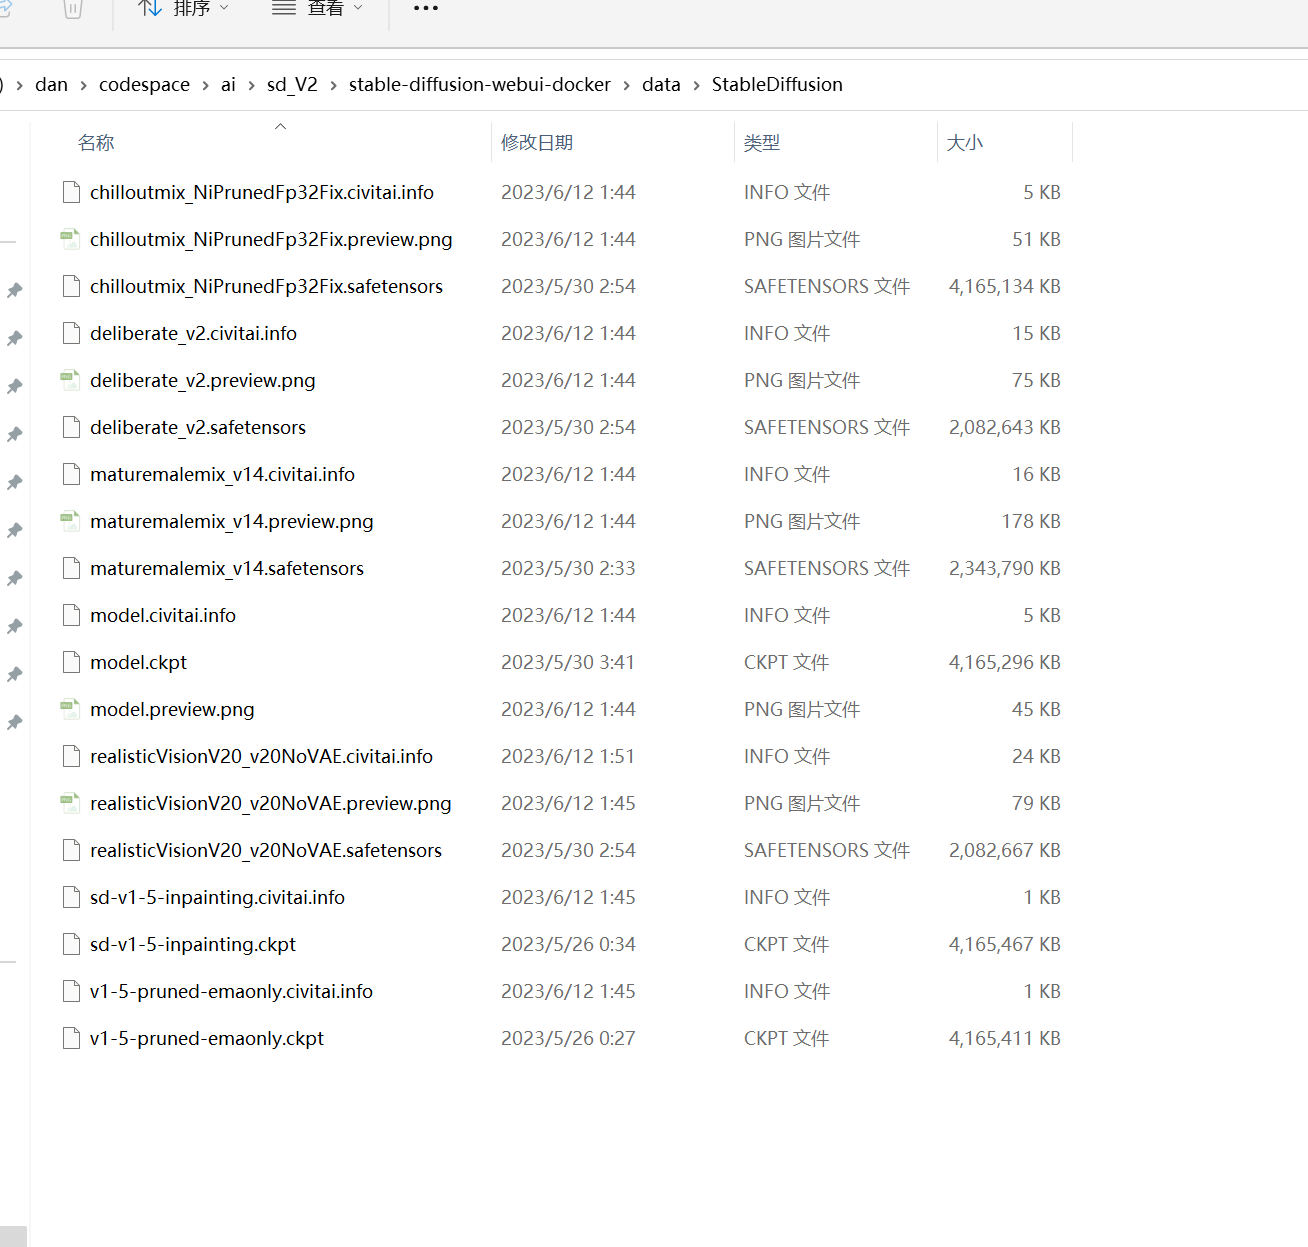 排序 查看
) › dan › codespace › ai › sd_V2 › stable-diffusion-webui-docker › data › StableDiffusion
名称 修改日期 类型 大小
chilloutmix_NiPrunedFp32Fix.civitai.info 2023/6/12 1:44 INFO 文件 5 KB
chilloutmix_NiPrunedFp32Fix.preview.png 2023/6/12 1:44 PNG 图片文件 51 KB
chilloutmix_NiPrunedFp32Fix.safetensors 2023/5/30 2:54 SAFETENSORS 文件 4,165,134 KB
deliberate_v2.civitai.info 2023/6/12 1:44 INFO 文件 15 KB
deliberate_v2.preview.png 2023/6/12 1:44 PNG 图片文件 75 KB
deliberate_v2.safetensors 2023/5/30 2:54 SAFETENSORS 文件 2,082,643 KB
maturemalemix_v14.civitai.info 2023/6/12 1:44 INFO 文件 16 KB
maturemalemix_v14.preview.png 2023/6/12 1:44 PNG 图片文件 178 KB
maturemalemix_v14.safetensors 2023/5/30 2:33 SAFETENSORS 文件 2,343,790 KB
model.civitai.info 2023/6/12 1:44 INFO 文件 5 KB
model.ckpt 2023/5/30 3:41 CKPT 文件 4,165,296 KB
model.preview.png 2023/6/12 1:44 PNG 图片文件 45 KB
realisticVisionV20_v20NoVAE.civitai.info 2023/6/12 1:51 INFO 文件 24 KB
realisticVisionV20_v20NoVAE.preview.png 2023/6/12 1:45 PNG 图片文件 79 KB
realisticVisionV20_v20NoVAE.safetensors 2023/5/30 2:54 SAFETENSORS 文件 2,082,667 KB
sd-v1-5-inpainting.civitai.info 2023/6/12 1:45 INFO 文件 1 KB
sd-v1-5-inpainting.ckpt 2023/5/26 0:34 CKPT 文件 4,165,467 KB
v1-5-pruned-emaonly.civitai.info 2023/6/12 1:45 INFO 文件 1 KB
v1-5-pruned-emaonly.ckpt 2023/5/26 0:27 CKPT 文件 4,165,411 KB